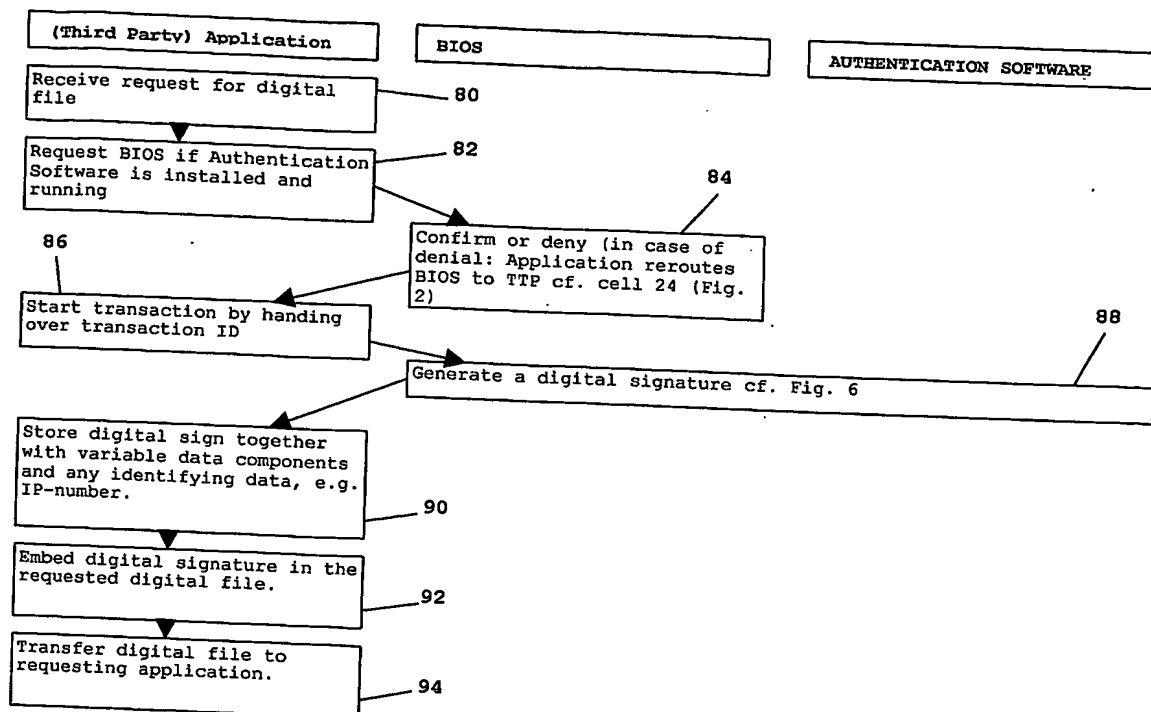 (Third Party) Application
BIOS
AUTHENTICATION SOFTWARE
Receive request for digital
file
80
Request BIOS if Authentication
Software is installed and
running
82
84
Confirm or deny (in case of
denial: Application reroutes
BIOS to TTP cf. cell 24 (Fig.
2)
86
Start transaction by handing
over transaction ID
88
Generate a digital signature cf. Fig. 6
Store digital sign together
with variable data components
and any identifying data, e.g.
IP-number.
90
Embed digital signature in the
requested digital file.
92
Transfer digital file to
requesting application.
94